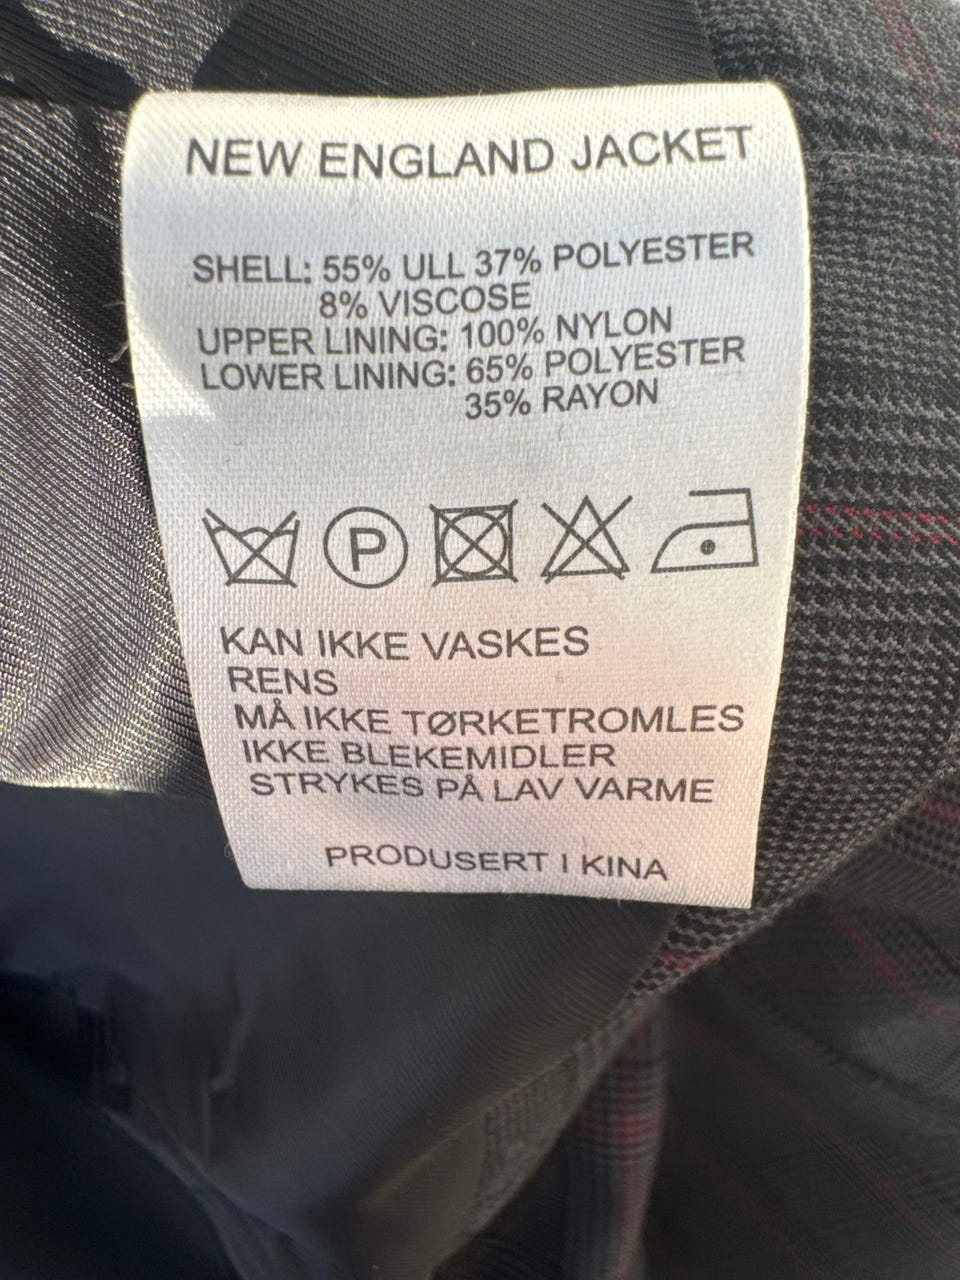 NEW ENGLAND JACKET
SHELL: 55% ULL 37% POLYESTER
8% VISCOSE
UPPER LINING: 100% NYLON
LOWER LINING: 65% POLYESTER
35% RAYON
P
KAN IKKE VASKES
RENS
MÅ IKKE TØRKETROMLES
IKKE BLEKEMIDLER
STRYKES PÅ LAV VARME
PRODUSERT I KINA